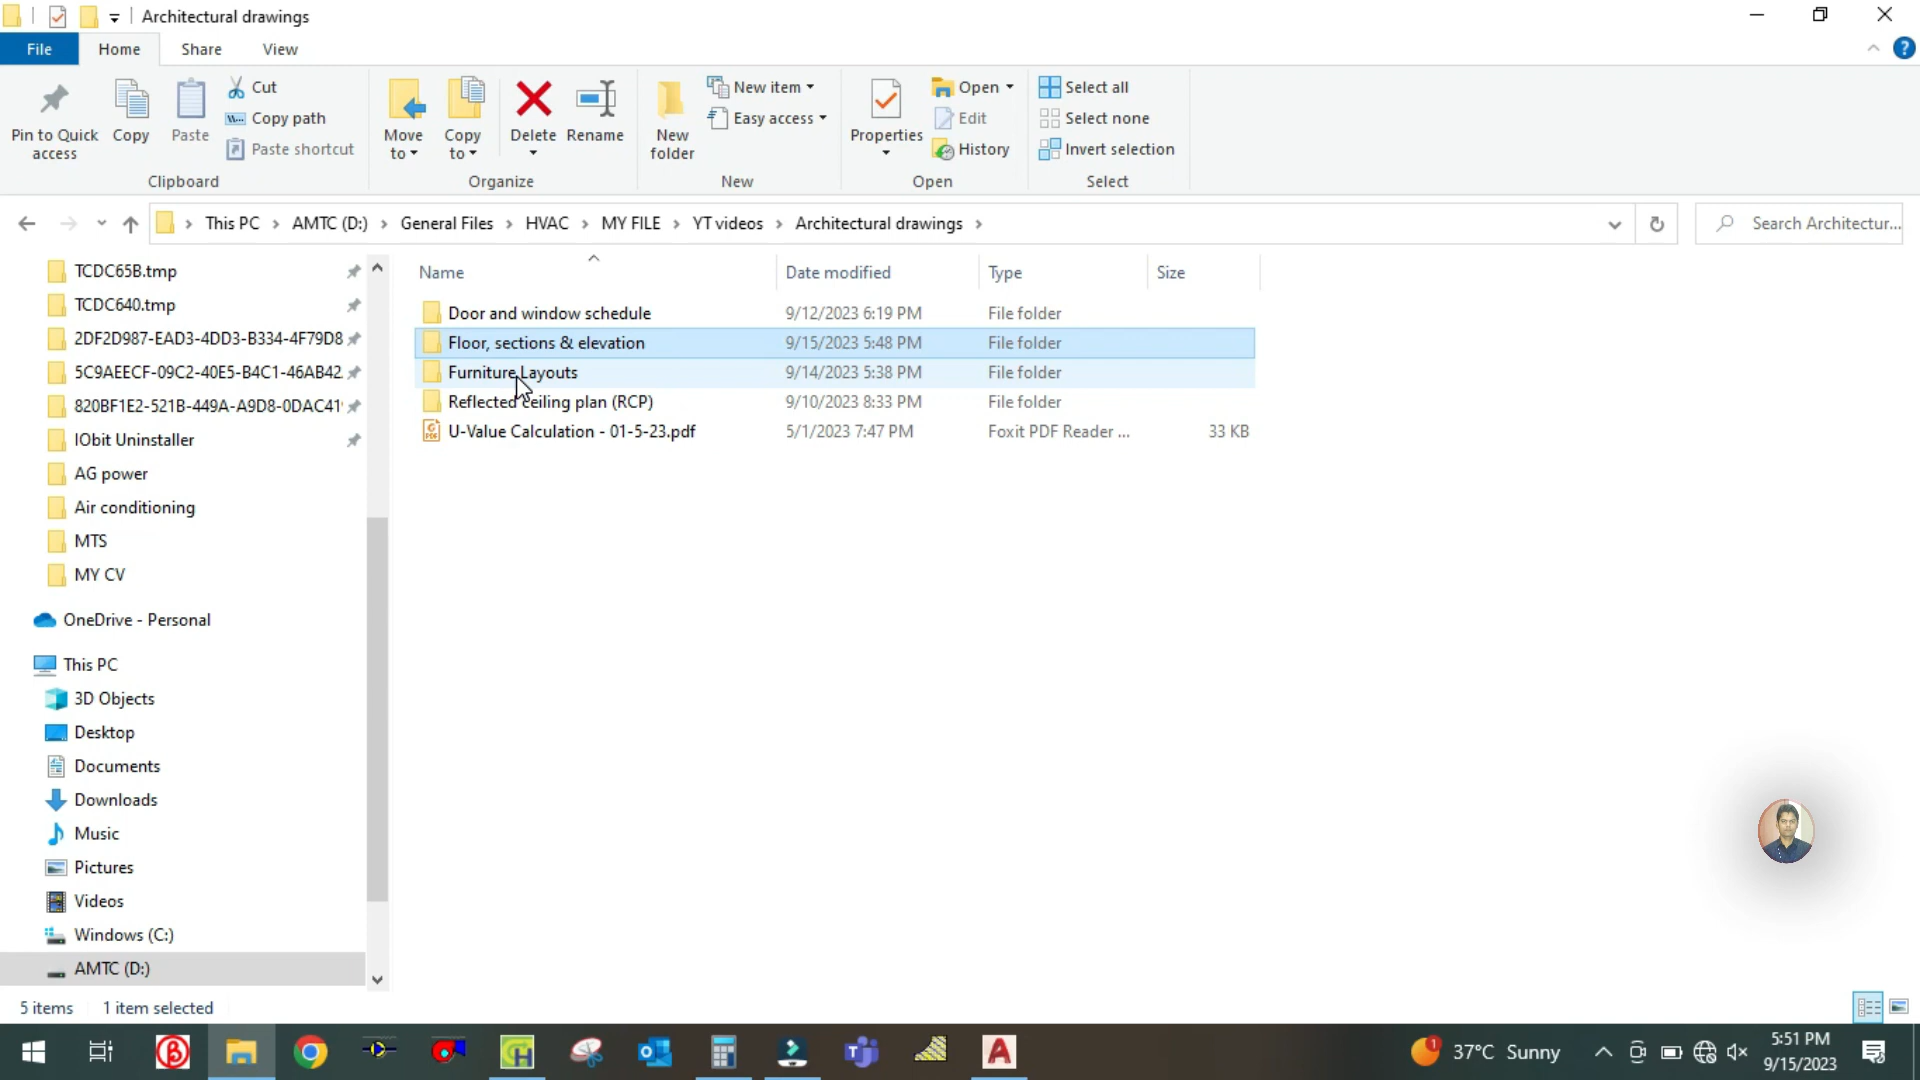 Architectural drawings
File Home Share View
Pin to Quick access
Copy
Paste
Cut
Copy path
Paste shortcut
Clipboard
Move to
Copy to
Delete
Rename
Organize
New folder
New item
Easy access
New
Properties
Open
Edit
History
Open
Select all
Select none
Invert selection
Select
This PC > AMTC (D:) > General Files > HVAC > MY FILE > YT videos > Architectural drawings >
Search Architectur...
TCDC65B.tmp
TCDC640.tmp
2DF2D987-EAD3-4DD3-B334-4F79D8
5C9AEECF-09C2-40E5-B4C1-46AB42
820BF1E2-521B-449A-A9D8-0DAC41
IObit Uninstaller
AG power
Air conditioning
MTS
MY CV
OneDrive - Personal
This PC
3D Objects
Desktop
Documents
Downloads
Music
Pictures
Videos
Windows (C:)
AMTC (D:)
Name Date modified Type Size
Door and window schedule 9/12/2023 6:19 PM File folder
Floor, sections & elevation 9/15/2023 5:48 PM File folder
Furniture Layouts 9/14/2023 5:38 PM File folder
Reflected ceiling plan (RCP) 9/10/2023 8:33 PM File folder
U-Value Calculation - 01-5-23.pdf 5/1/2023 7:47 PM Foxit PDF Reader ... 33 KB
5 items 1 item selected
37°C Sunny
5:51 PM
9/15/2023